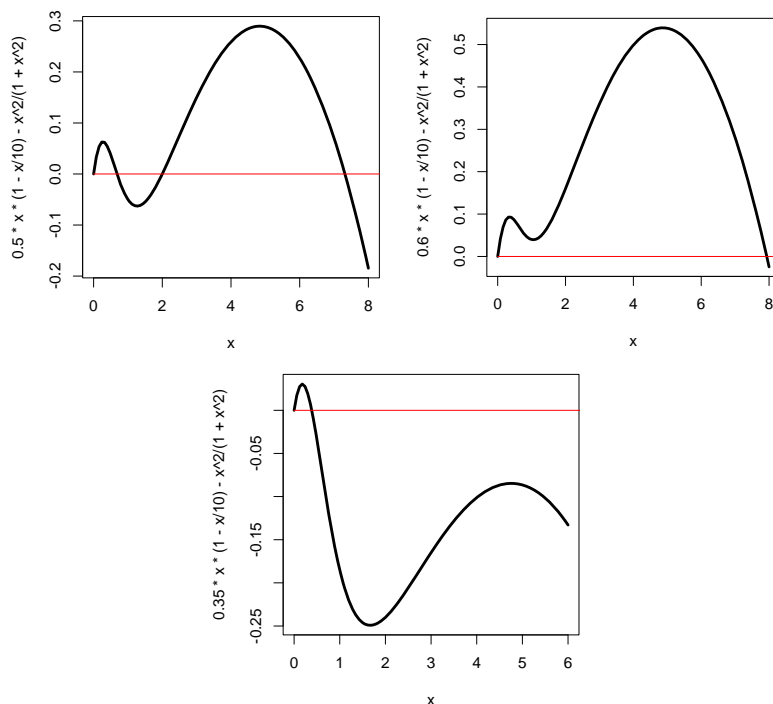 0.5 * x * (1 - x/10) - x^2/(1 + x^2)
0.3
0.2
0.1
0.0
-0.1
-0.2
0 2 4 6 8
x
0.6 * x * (1 - x/10) - x^2/(1 + x^2)
0.5
0.4
0.3
0.2
0.1
0.0
0 2 4 6 8
x
0.35 * x * (1 - x/10) - x^2/(1 + x^2)
-0.05
-0.15
-0.25
0 1 2 3 4 5 6
x